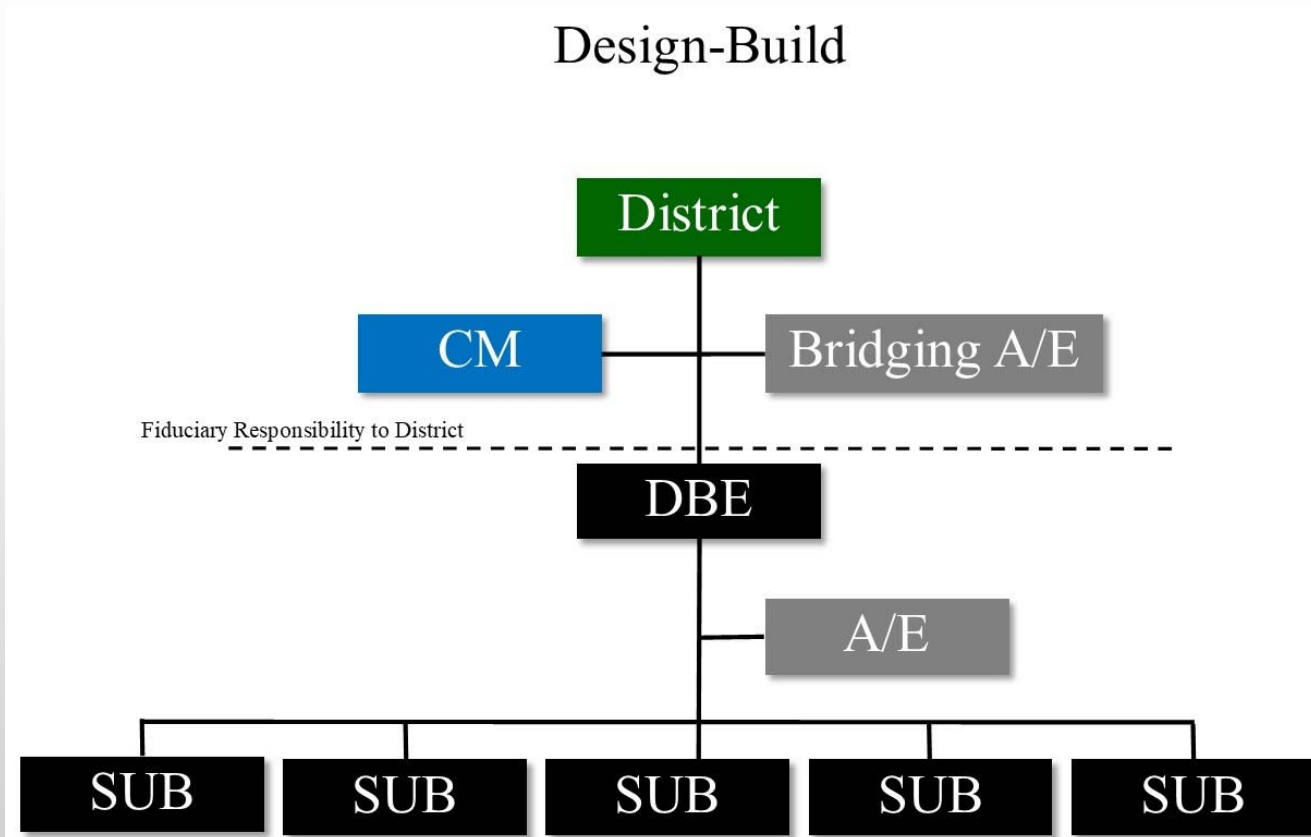 Design-Build
District
CM
Bridging A/E
Fiduciary Responsibility to District
DBE
A/E
SUB
SUB
SUB
SUB
SUB